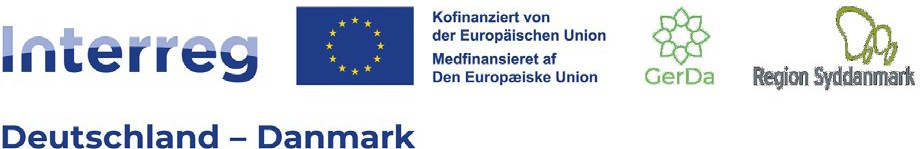 Interreg
Kofinanziert von
der Europäischen Union
Medfinansieret af
Den Europæiske Union
GerDa
Region Syddanmark
Deutschland – Danmark